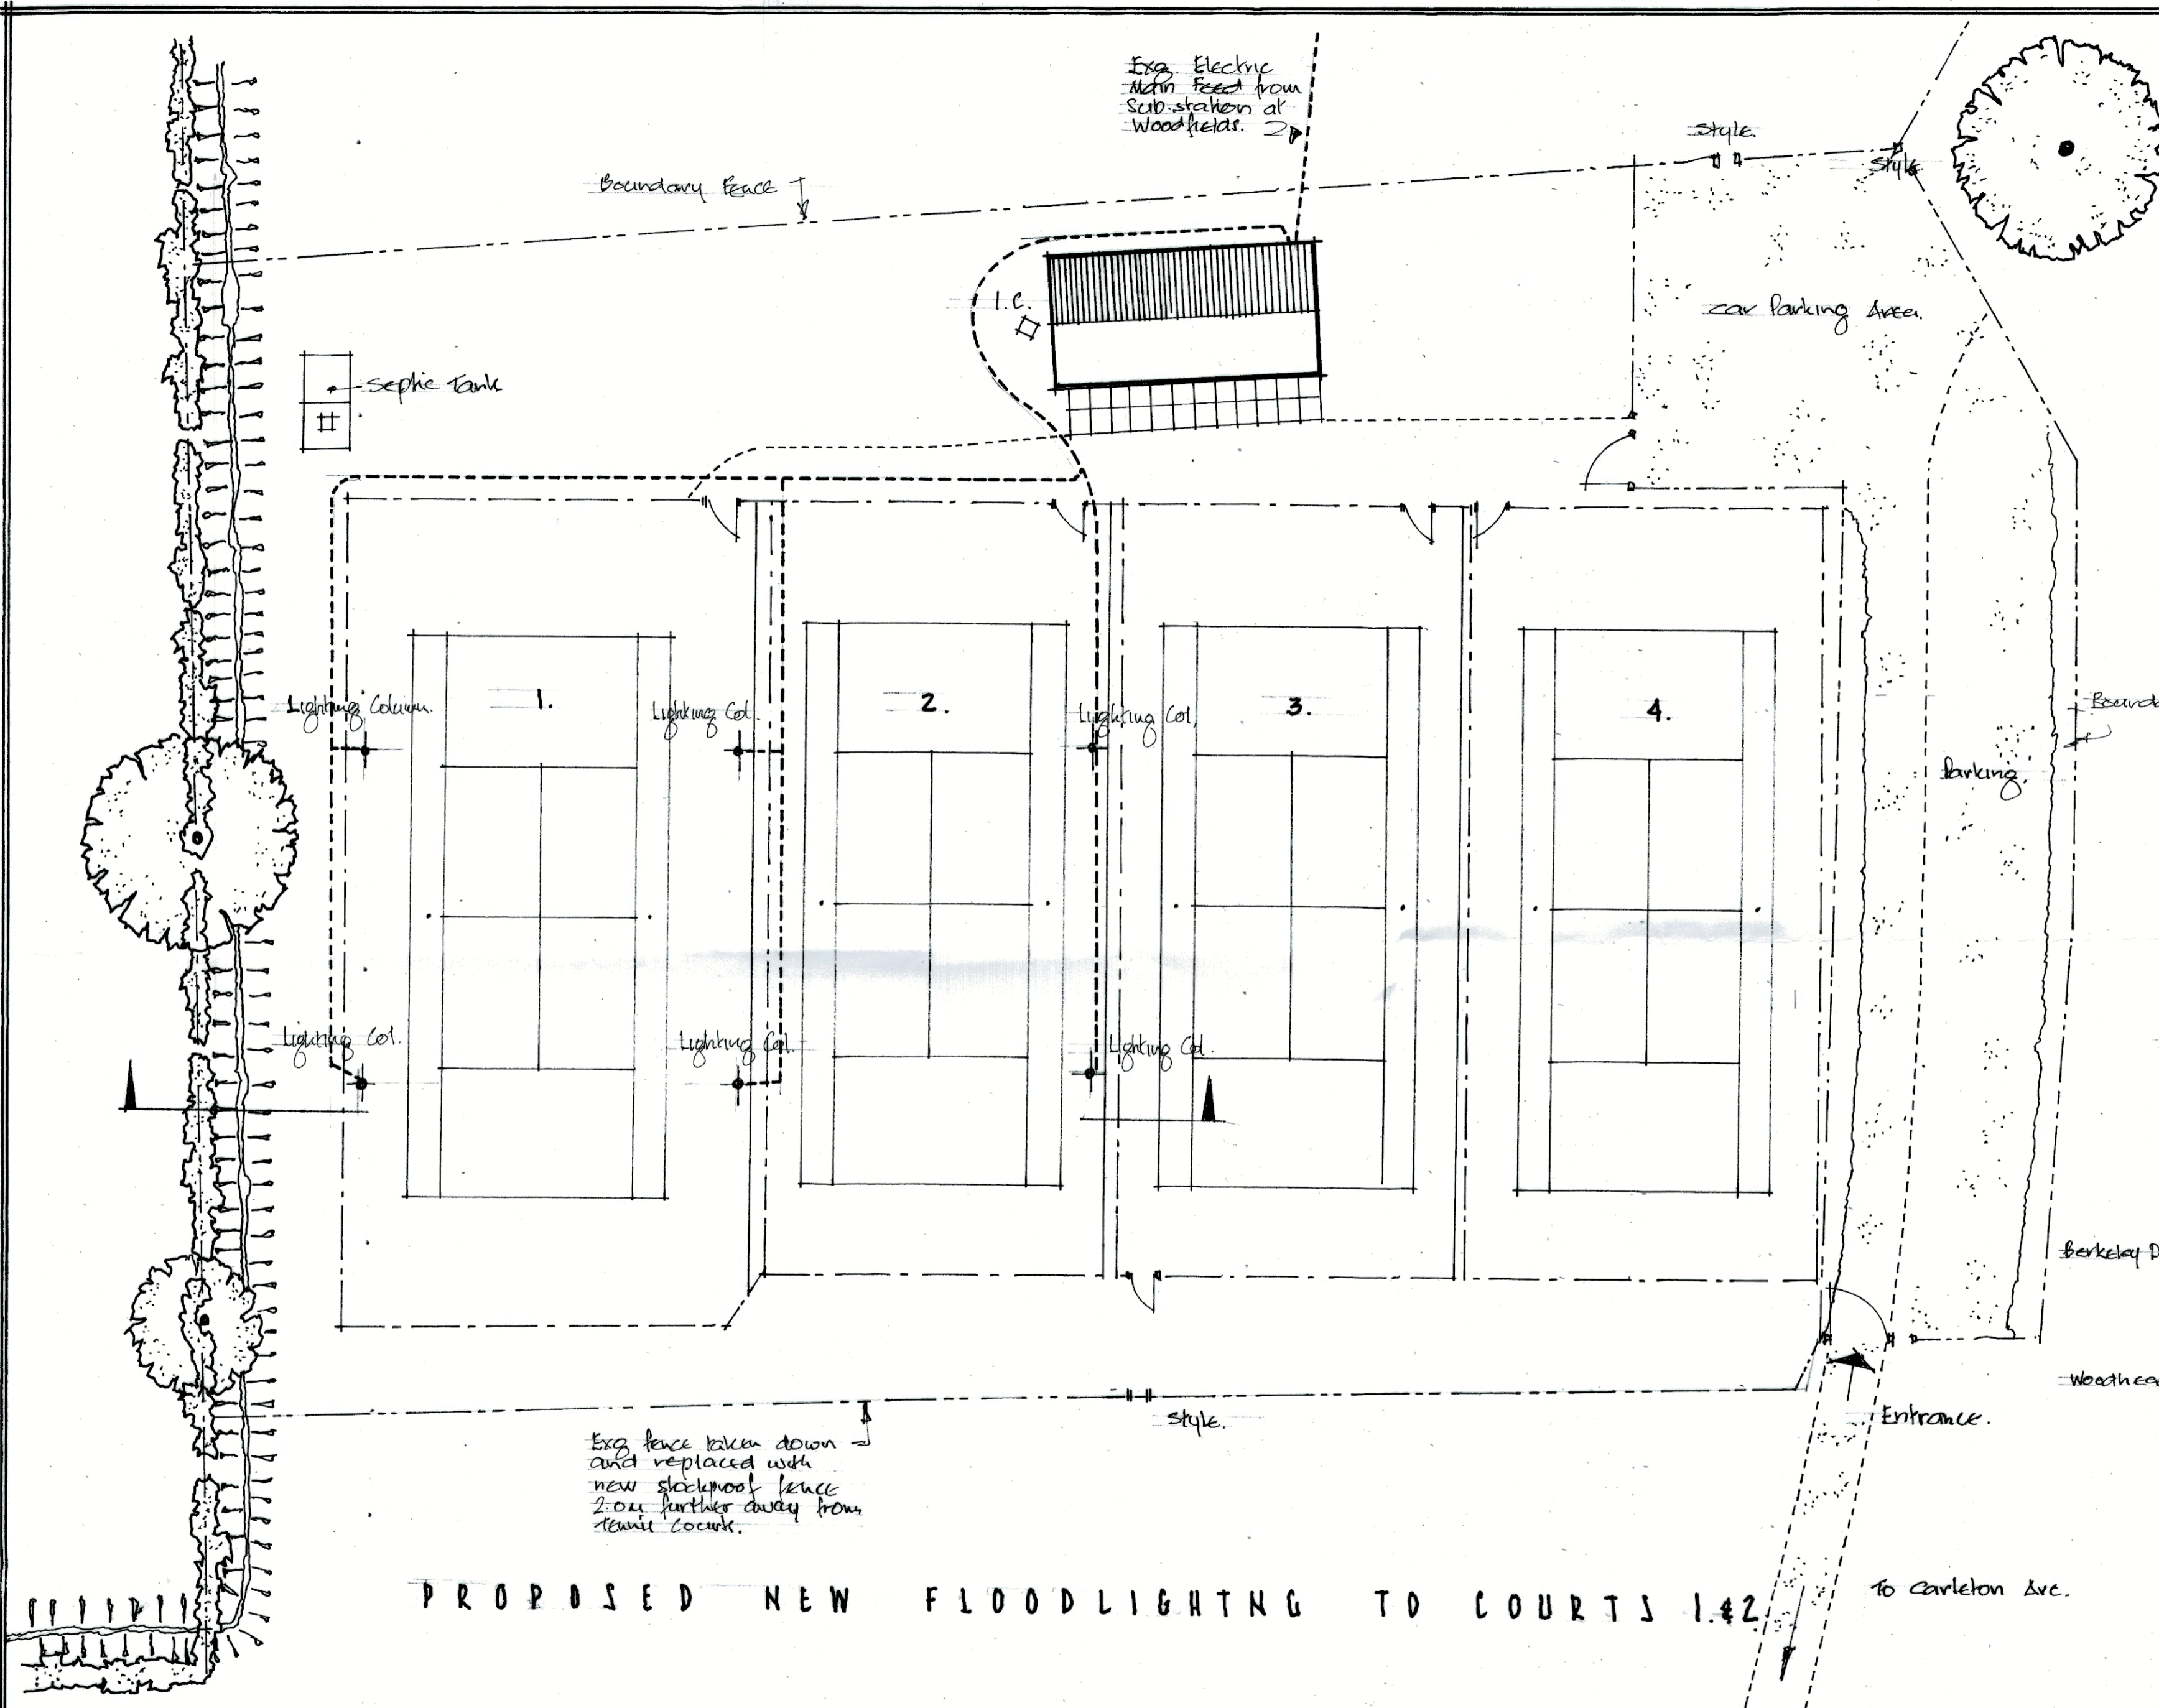 Exg. Electric
Main Feed from
Sub.station at
Woodfields.
Style.
Style
Boundary Fence
I.C.
Car Parking Area.
Septic Tank
1.
2.
3.
4.
Lighting Column.
Lighting Col.
Lighting Col.
Parking.
Lighting Col.
Lighting Col.
Lighting Col.
Berkeley
Style.
Entrance.
Exg fence taken down
and replaced with
new stockproof fence
2.0m further away from
tennis courts.
To Carleton Ave.
PROPOSED NEW FLOODLIGHTNG TO COURTS 1.&2